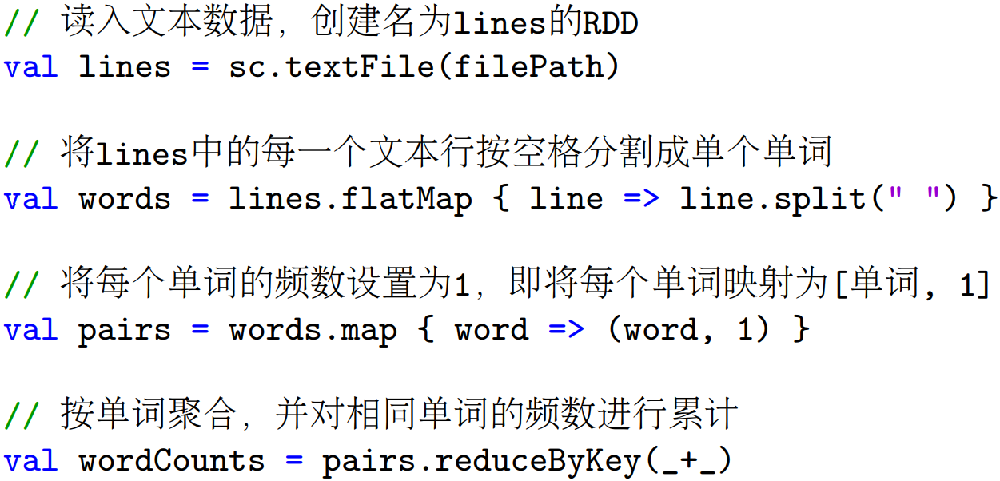 // 读入文本数据，创建名为lines的RDD
val lines = sc.textFile(filePath)
// 将lines中的每一个文本行按空格分割成单个单词
val words = lines.flatMap { line => line.split(" ") }
// 将每个单词的频数设置为1，即将每个单词映射为[单词, 1]
val pairs = words.map { word => (word, 1) }
// 按单词聚合，并对相同单词的频数进行累计
val wordCounts = pairs.reduceByKey(_+_)